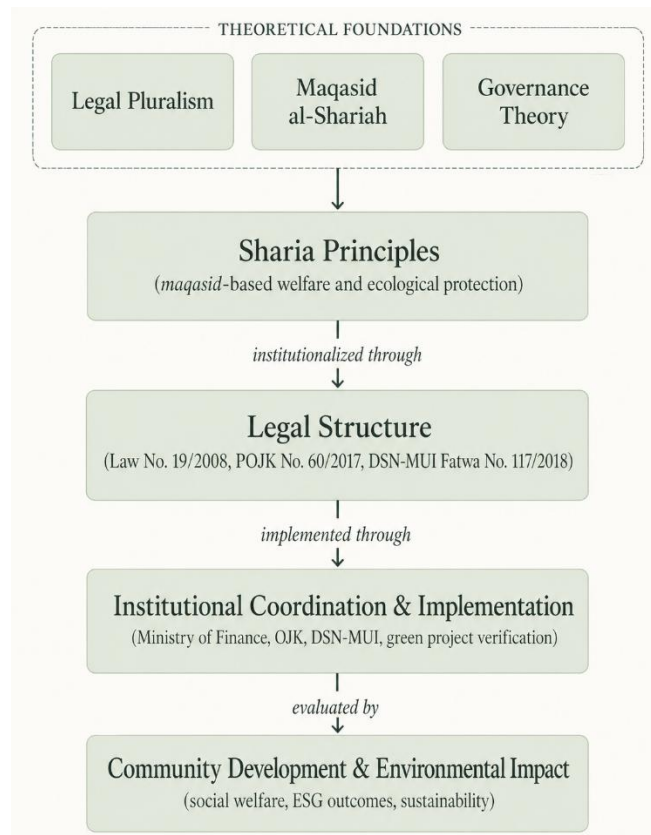 THEORETICAL FOUNDATIONS
Legal Pluralism
Maqasid
al-Shariah
Governance
Theory
Sharia Principles
(maqasid-based welfare and ecological protection)
institutionalized through
Legal Structure
(Law No. 19/2008, POJK No. 60/2017, DSN-MUI Fatwa No. 117/2018)
implemented through
Institutional Coordination & Implementation
(Ministry of Finance, OJK, DSN-MUI, green project verification)
evaluated by
Community Development & Environmental Impact
(social welfare, ESG outcomes, sustainability)